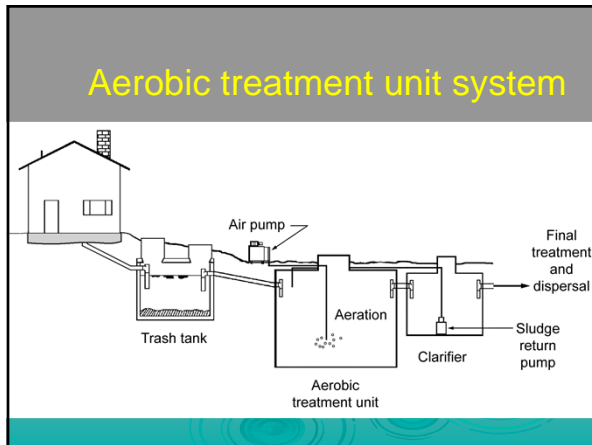 Aerobic treatment unit system
Air pump
Final
treatment
and
dispersal
Trash tank
Aeration
Clarifier
Sludge
return
pump
Aerobic
treatment unit